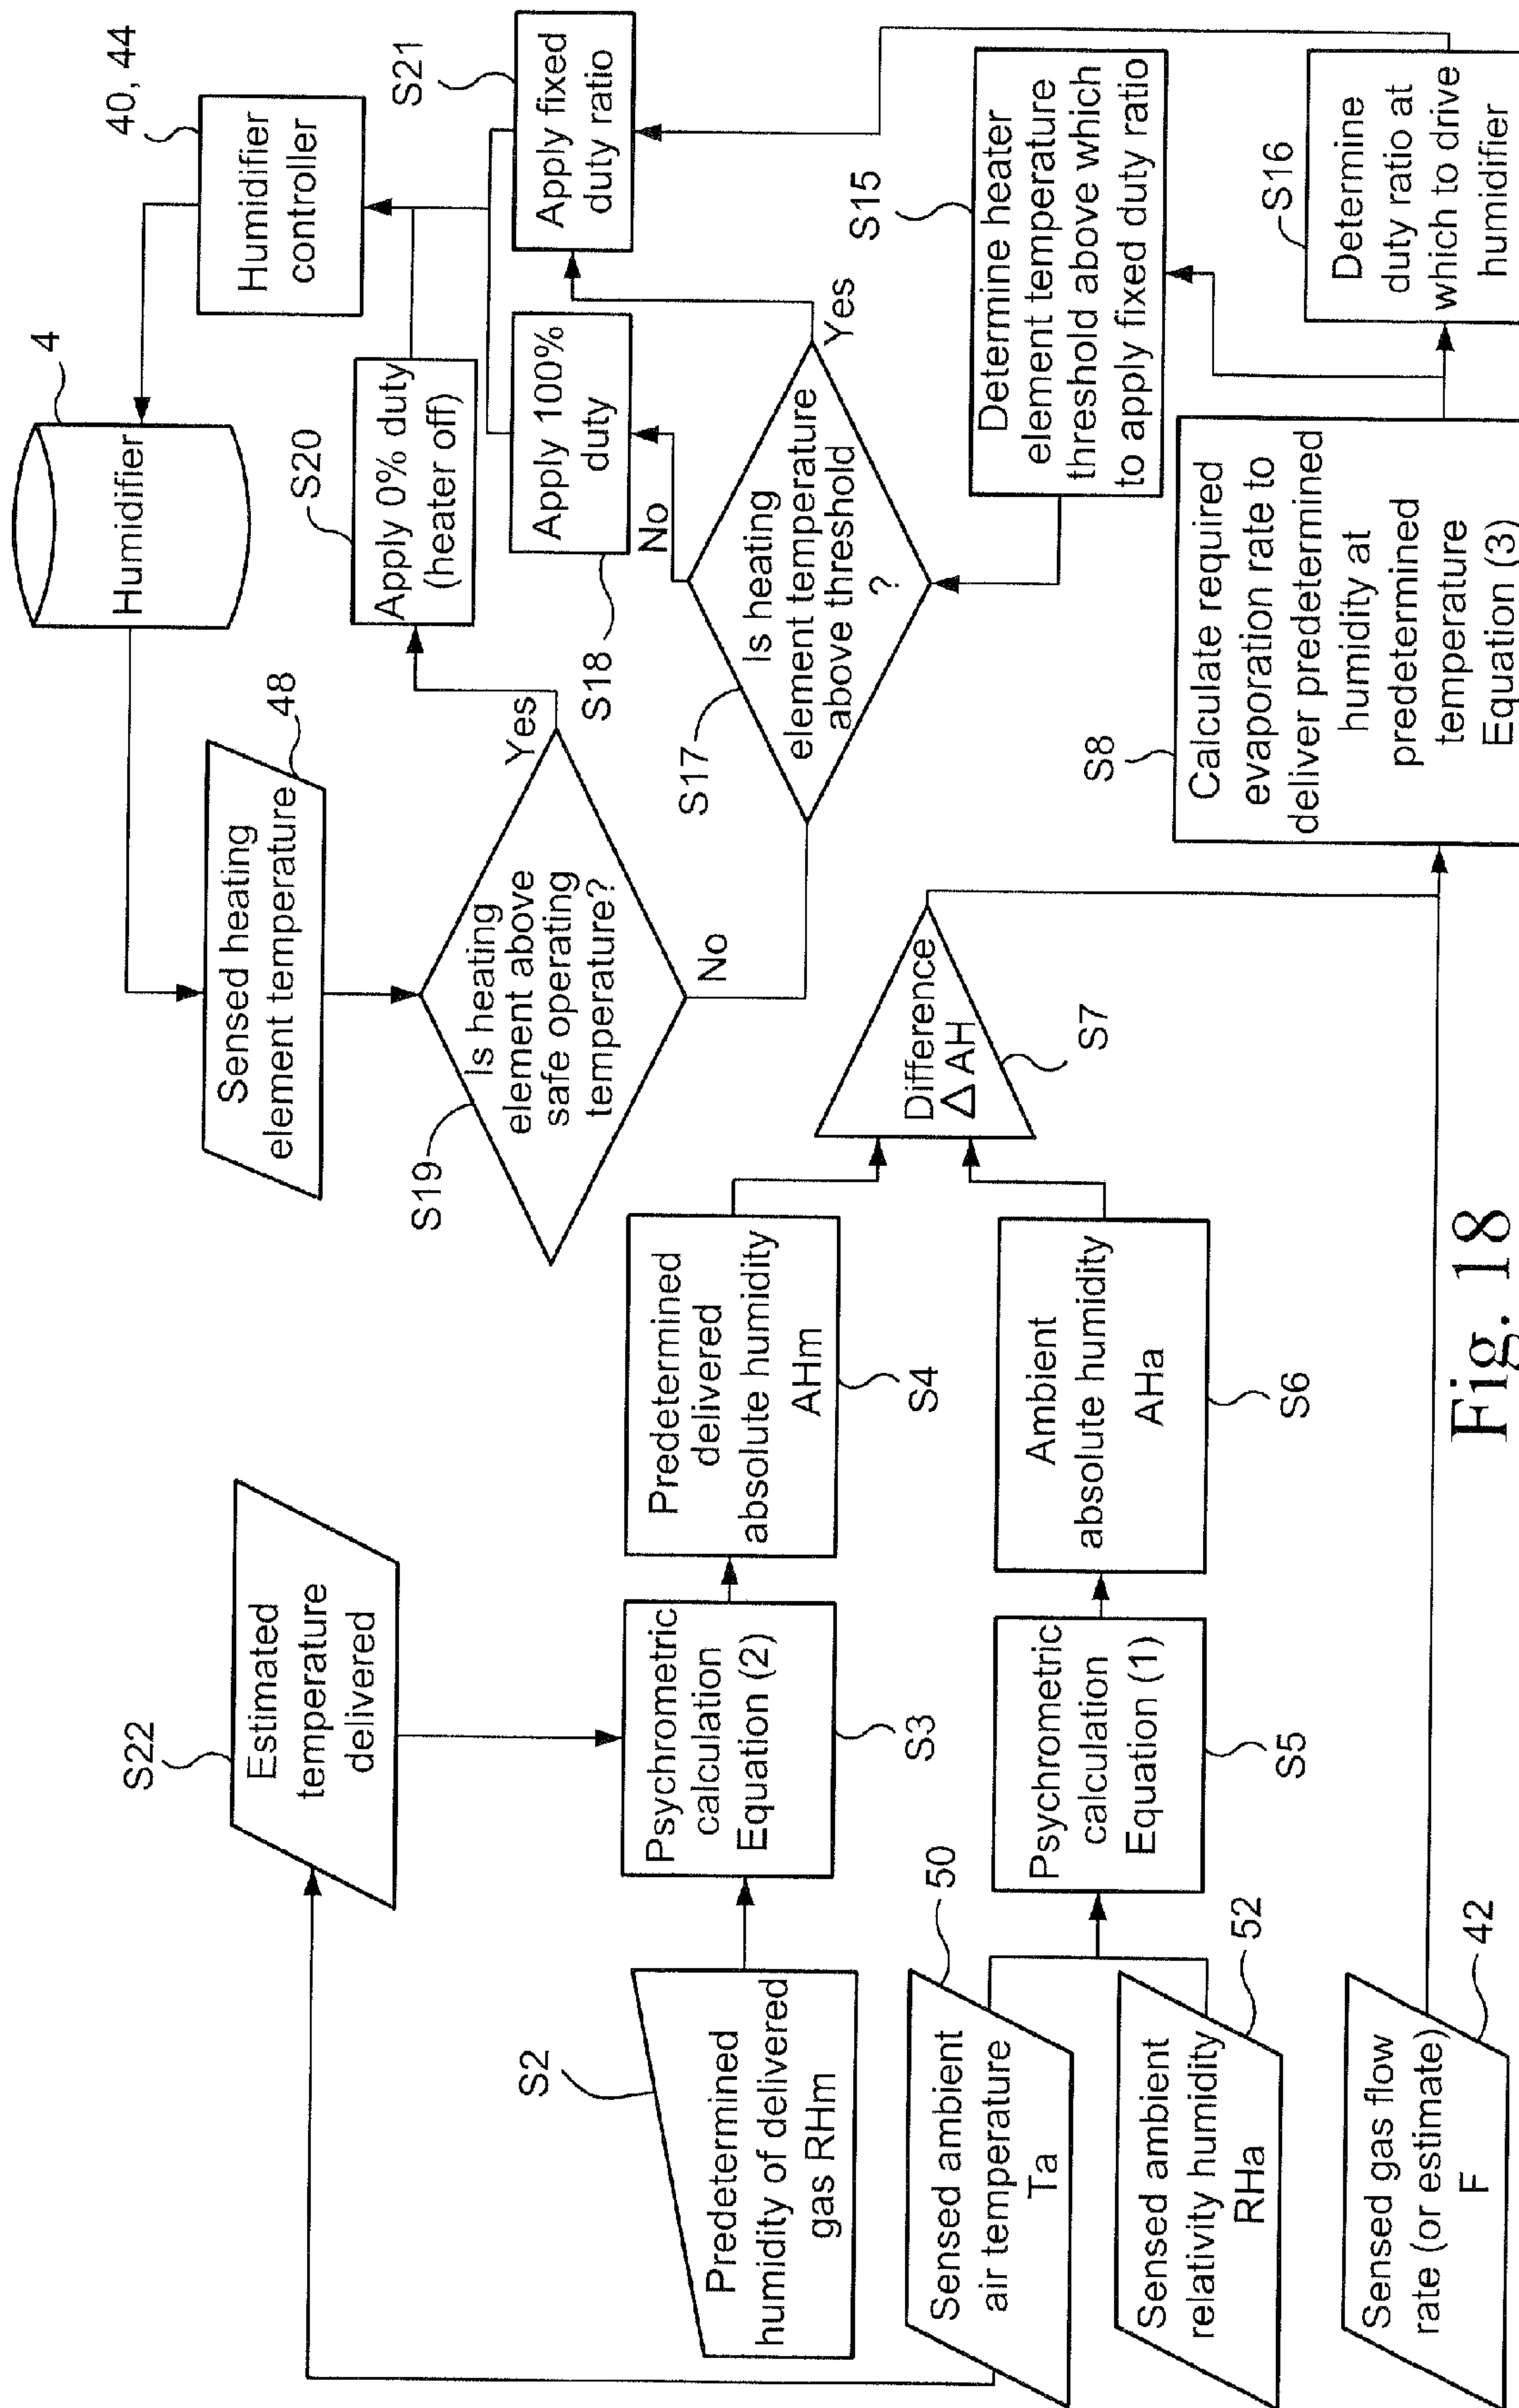 S22
Estimated
temperature
delivered
S2
Predetermined
humidity of delivered
gas RHm
Psychrometric
calculation
Equation (2)
S3
Predetermined
delivered
absolute humidity
AHm
S4
50
Sensed ambient
air temperature
Ta
52
Sensed ambient
relativity humidity
RHa
Psychrometric
calculation
Equation (1)
S5
Ambient
absolute humidity
AHa
S6
Difference
△ AH
S7
42
Sensed gas flow
rate (or estimate)
F
S8
Calculate required
evaporation rate to
deliver predetermined
humidity at
predetermined
temperature
Equation (3)
S16
Determine
duty ratio at
which to drive
humidifier
S15
Determine heater
element temperature
threshold above which
to apply fixed duty ratio
S17
Is heating
element temperature
above threshold
?
No
Yes
S18
Apply 100%
duty
S21
Apply fixed
duty ratio
Sensed heating
element temperature
48
S19
Is heating
element above
safe operating
temperature?
Yes
No
S20
Apply 0% duty
(heater off)
4
Humidifier
40, 44
Humidifier
controller
Fig. 18